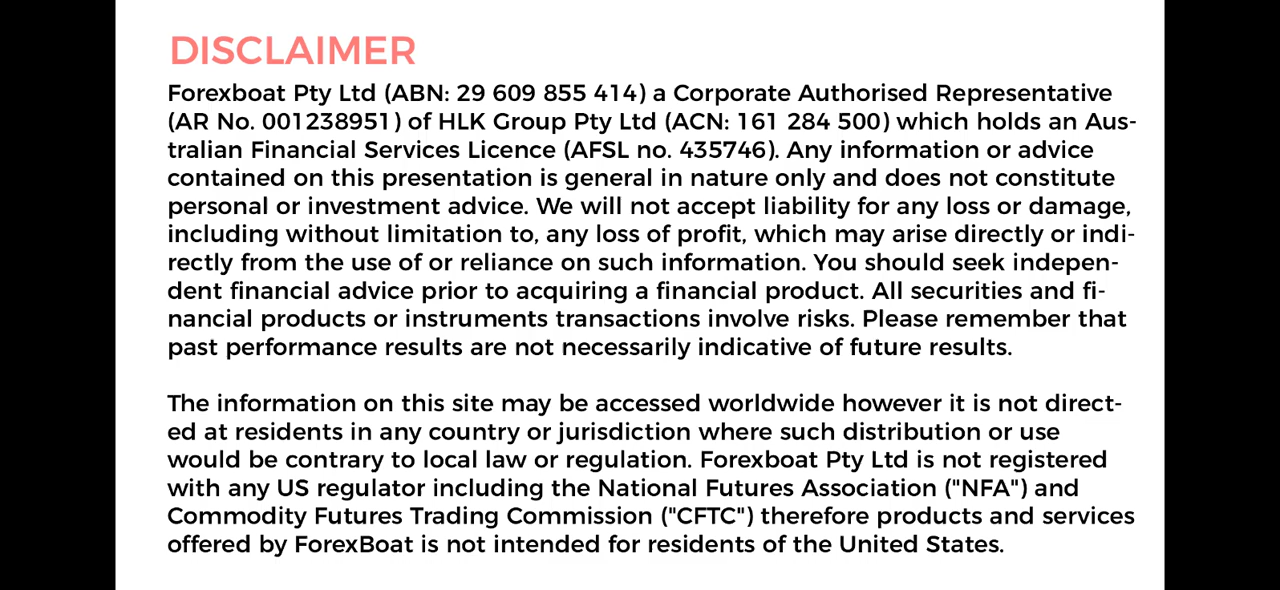 DISCLAIMER
Forexboat Pty Ltd (ABN: 29 609 855 414) a Corporate Authorised Representative
(AR No. 001238951) of HLK Group Pty Ltd (ACN: 161 284 500) which holds an Aus-
tralian Financial Services Licence (AFSL no. 435746). Any information or advice
contained on this presentation is general in nature only and does not constitute
personal or investment advice. We will not accept liability for any loss or damage,
including without limitation to, any loss of profit, which may arise directly or indi-
rectly from the use of or reliance on such information. You should seek indepen-
dent financial advice prior to acquiring a financial product. All securities and fi-
nancial products or instruments transactions involve risks. Please remember that
past performance results are not necessarily indicative of future results.
The information on this site may be accessed worldwide however it is not direct-
ed at residents in any country or jurisdiction where such distribution or use
would be contrary to local law or regulation. Forexboat Pty Ltd is not registered
with any US regulator including the National Futures Association ("NFA") and
Commodity Futures Trading Commission ("CFTC") therefore products and services
offered by ForexBoat is not intended for residents of the United States.